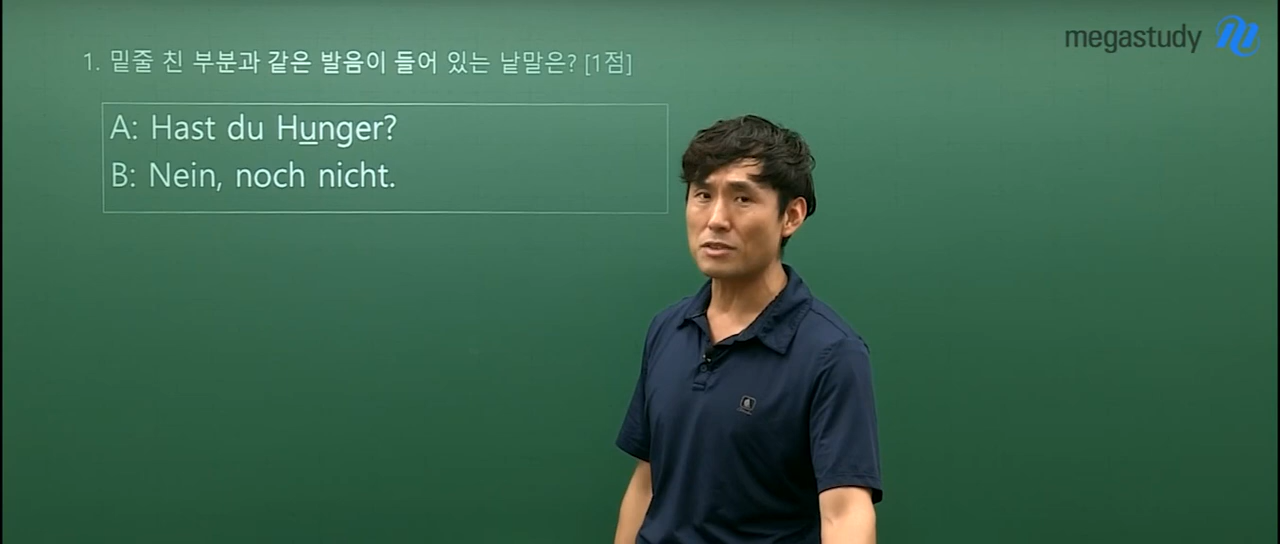 megastudy
1. 밑줄 친 부분과 같은 발음이 들어 있는 낱말은? [1점]
A: Hast du Hunger?
B: Nein, noch nicht.